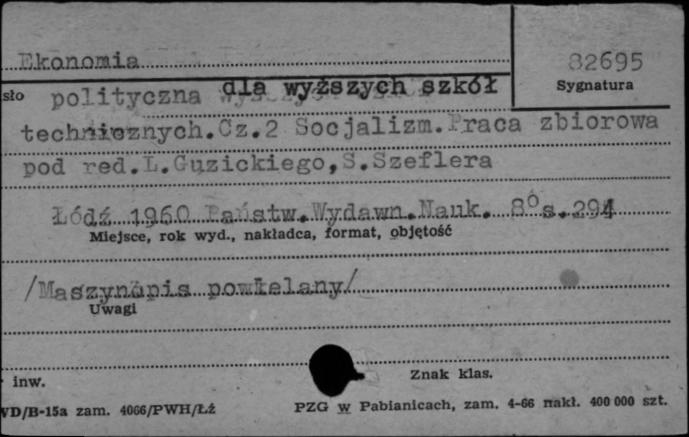 Ekonomia
82695
Sygnatura
sło polityczna dla wyższych szkół
technicznych.Cz.2 Socjalizm.Praca zbiorowa
pod red.L.Guzickiego,S.Szeflera
Łódź 1960 Państw.Wydawn.Nauk. 8° s.294
Miejsce, rok wyd., nakładca, format, objętość
/Maszynopis powielany/
Uwagi
inw.
Znak klas.
VD/B-15a zam. 4066/PWH/Łż
PZG w Pabianicach, zam. 4-66 nakł. 400 000 szt.